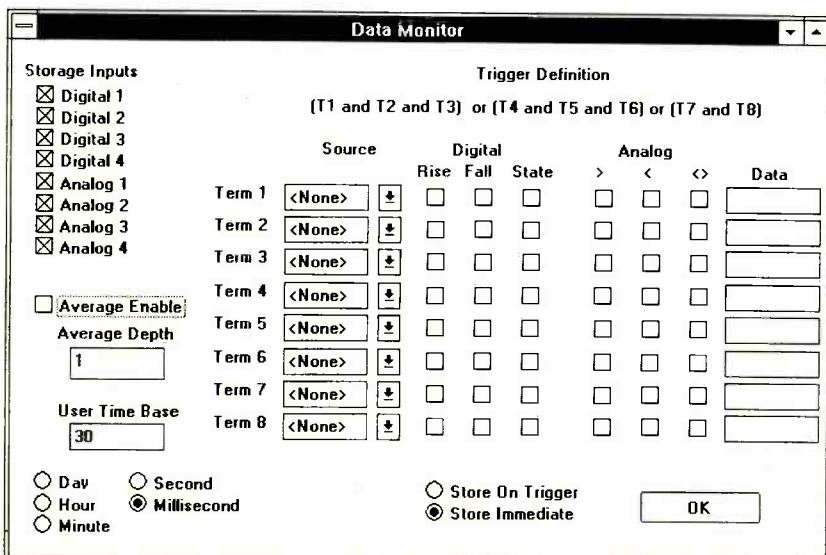 Data Monitor
Storage Inputs
Digital 1
Digital 2
Digital 3
Digital 4
Analog 1
Analog 2
Analog 3
Analog 4
Average Enable
Average Depth
1
User Time Base
30
Day
Hour
Minute
Second
Millisecond
Trigger Definition
(T1 and T2 and T3) or (T4 and T5 and T6) or (T7 and T8)
Source Digital Analog
Rise Fall State > < <> Data
Term 1 <None>
Term 2 <None>
Term 3 <None>
Term 4 <None>
Term 5 <None>
Term 6 <None>
Term 7 <None>
Term 8 <None>
Store On Trigger
Store Immediate
OK